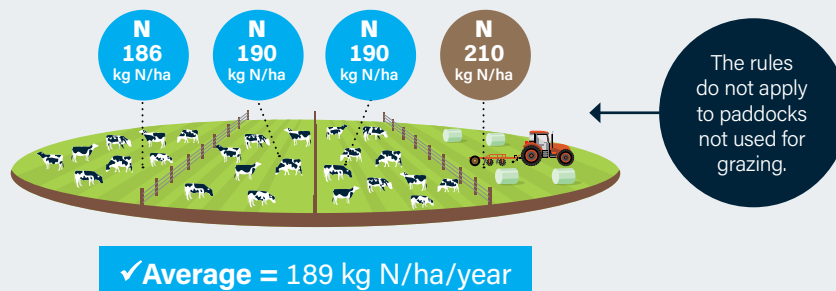 N
186
kg N/ha
N
190
kg N/ha
N
190
kg N/ha
N
210
kg N/ha
The rules
do not apply
to paddocks
not used for
grazing.
✓Average = 189 kg N/ha/year